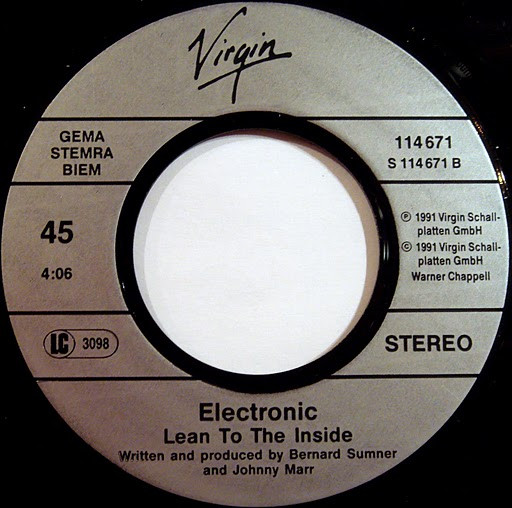 Virgin
GEMA
STEMRA
BIEM
114 671
S 114 671 B
45
4:06
℗ 1991 Virgin Schall-
platten GmbH
© 1991 Virgin Schall-
platten GmbH
Warner Chappell
LC 3098
STEREO
Electronic
Lean To The Inside
Written and produced by Bernard Sumner
and Johnny Marr